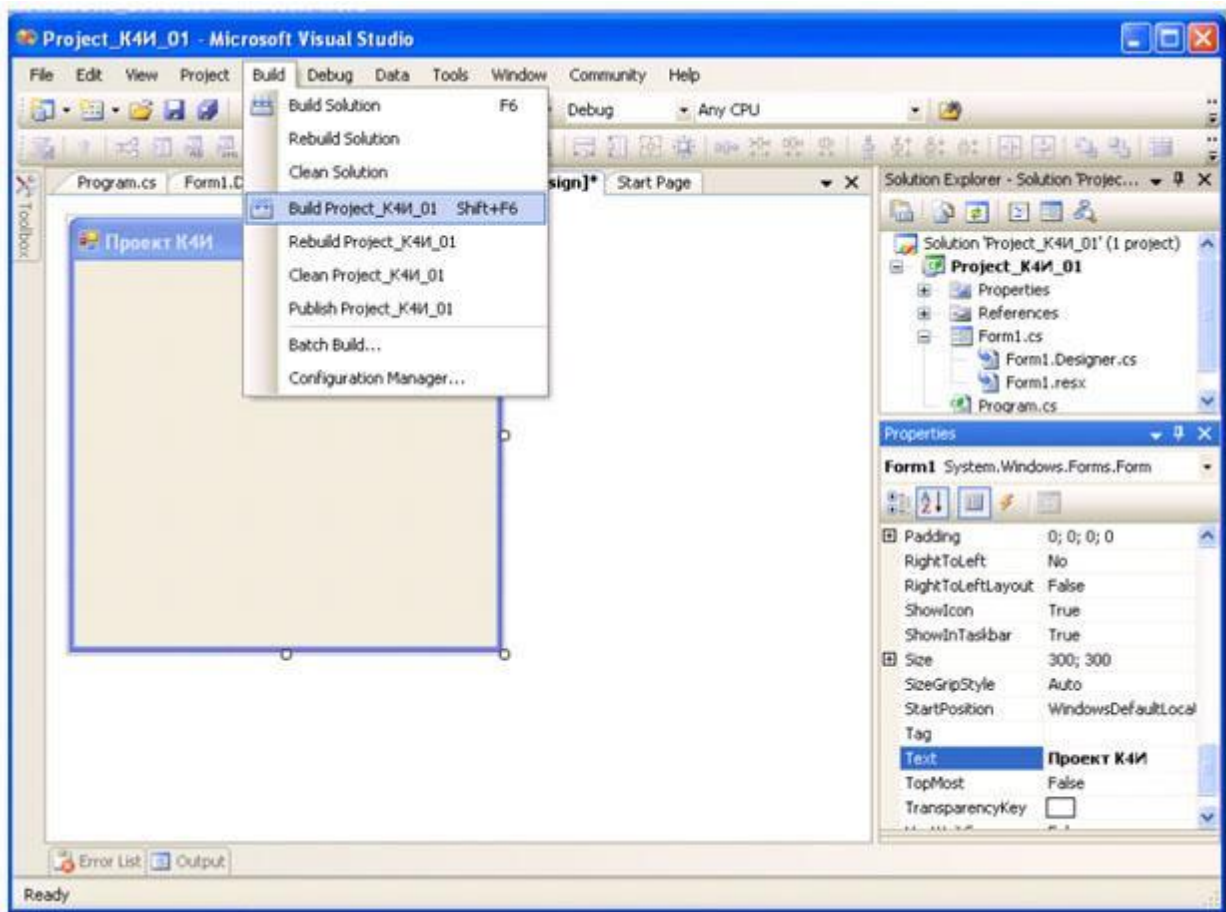 Project_К4И_01 - Microsoft Visual Studio
File Edit View Project Build Debug Data Tools Window Community Help
Debug Any CPU
Build Solution F6
Rebuild Solution
Clean Solution
Build Project_К4И_01 Shift+F6
Rebuild Project_К4И_01
Clean Project_К4И_01
Publish Project_К4И_01
Batch Build...
Configuration Manager...
Toolbox
Program.cs Form1.D sign]* Start Page
Проект К4И
Solution Explorer - Solution 'Projec...
Solution 'Project_К4И_01' (1 project)
Project_К4И_01
Properties
References
Form1.cs
Form1.Designer.cs
Form1.resx
Program.cs
Properties
Form1 System.Windows.Forms.Form
Padding 0; 0; 0; 0
RightToLeft No
RightToLeftLayout False
ShowIcon True
ShowInTaskbar True
Size 300; 300
SizeGripStyle Auto
StartPosition WindowsDefaultLocal
Tag
Text Проект К4И
TopMost False
TransparencyKey
Error List Output
Ready